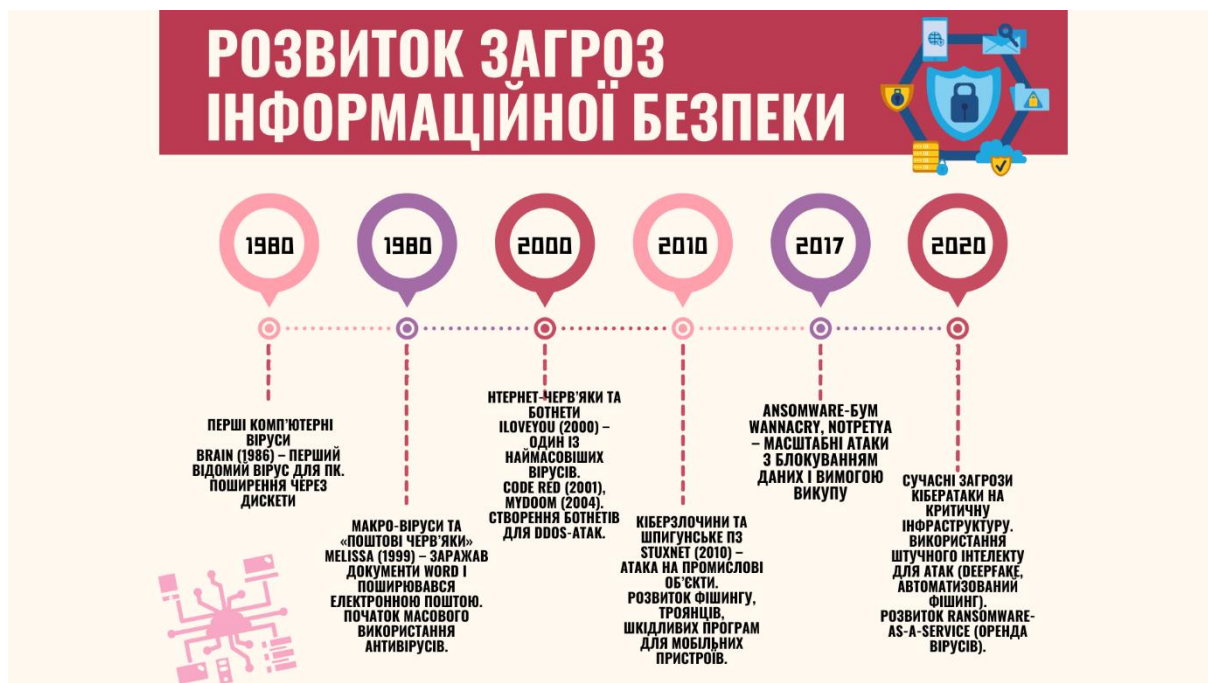 РОЗВИТОК ЗАГРОЗ
ІНФОРМАЦІЙНОЇ БЕЗПЕКИ
1980
1980
2000
2010
2017
2020
ПЕРШІ КОМП'ЮТЕРНІ
ВІРУСИ
BRAIN (1986) – ПЕРШИЙ
ВІДОМИЙ ВІРУС ДЛЯ ПК.
ПОШИРЕННЯ ЧЕРЕЗ
ДИСКЕТИ
МАКРО-ВІРУСИ ТА
«ПОШТОВІ ЧЕРВ'ЯКИ»
MELISSA (1999) – ЗАРАЖАВ
ДОКУМЕНТИ WORD І
ПОШИРЮВАВСЯ
ЕЛЕКТРОННОЮ ПОШТОЮ.
ПОЧАТОК МАСОВОГО
ВИКОРИСТАННЯ
АНТИВІРУСІВ.
НТЕРНЕТ-ЧЕРВ'ЯКИ ТА
БОТНЕТИ
ILOVEYOU (2000) –
ОДИН ІЗ
НАЙМАСОВІШИХ
ВІРУСІВ.
CODE RED (2001),
MYDOOM (2004).
СТВОРЕННЯ БОТНЕТІВ
ДЛЯ DDOS-АТАК.
КІБЕРЗЛОЧИНИ ТА
ШПИГУНСЬКЕ ПЗ
STUXNET (2010) –
АТАКА НА ПРОМИСЛОВІ
ОБ'ЄКТИ.
РОЗВИТОК ФІШИНГУ,
ТРОЯНЦІВ,
ШКІДЛИВИХ ПРОГРАМ
ДЛЯ МОБІЛЬНИХ
ПРИСТРОЇВ.
ANSOMWARE-БУМ
WANNACRY, NOTPETYA
– МАСШТАБНІ АТАКИ
З БЛОКУВАННЯМ
ДАНИХ І ВИМОГОЮ
ВИКУПУ
СУЧАСНІ ЗАГРОЗИ
КІБЕРАТАКИ НА
КРИТИЧНУ
ІНФРАСТРУКТУРУ.
ВИКОРИСТАННЯ
ШТУЧНОГО ІНТЕЛЕКТУ
ДЛЯ АТАК (DEEPFAKE,
АВТОМАТИЗОВАНИЙ
ФІШИНГ).
РОЗВИТОК RANSOMWARE-
AS-A-SERVICE (ОРЕНДА
ВІРУСІВ).